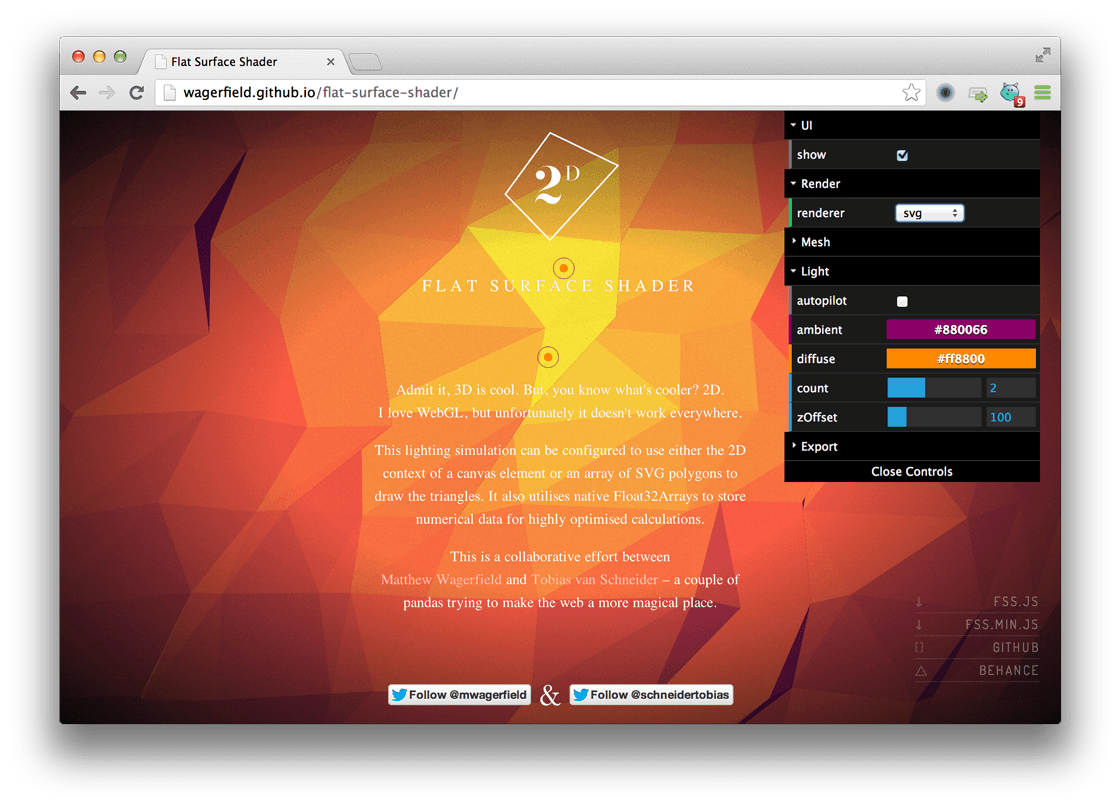 Flat Surface Shader
wagerfield.github.io/flat-surface-shader/
9
2D
FLAT SURFACE SHADER
Admit it, 3D is cool. But, you know what's cooler? 2D.
I love WebGL, but unfortunately it doesn't work everywhere.
This lighting simulation can be configured to use either the 2D
context of a canvas element or an array of SVG polygons to
draw the triangles. It also utilises native Float32Arrays to store
numerical data for highly optimised calculations.
This is a collaborative effort between
Matthew Wagerfield and Tobias van Schneider – a couple of
pandas trying to make the web a more magical place.
Follow @mwagerfield & Follow @schneidertobias
UI
show
Render
renderer svg
Mesh
Light
autopilot
ambient #880066
diffuse #ff8800
count 2
zOffset 100
Export
Close Controls
FSS.JS
FSS.MIN.JS
GITHUB
BEHANCE